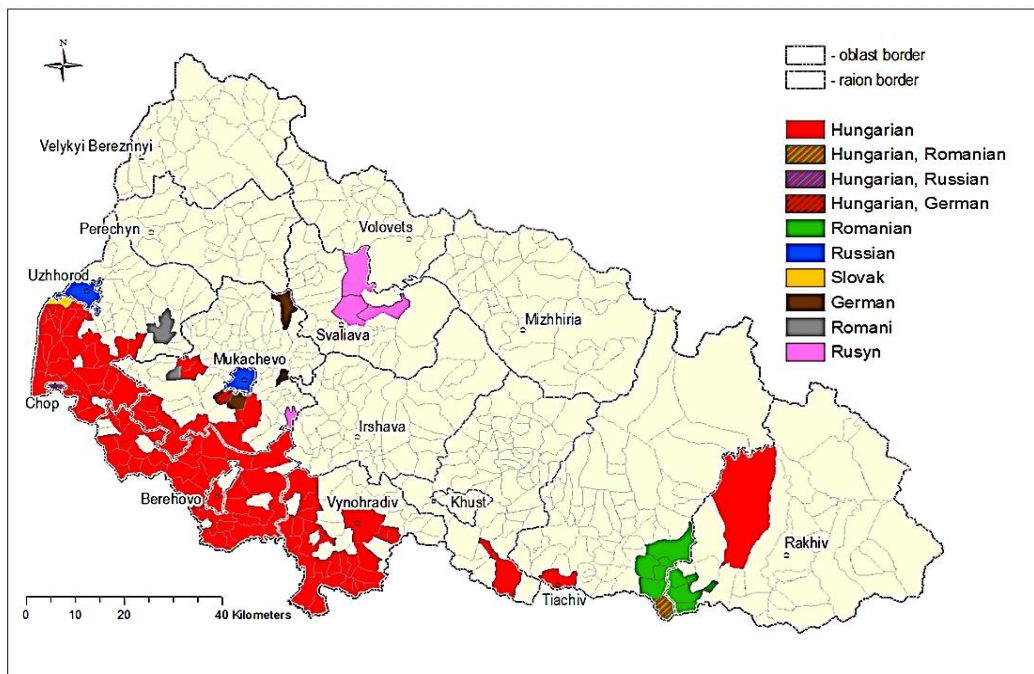 N
- oblast border
- raion border
Hungarian
Hungarian, Romanian
Hungarian, Russian
Hungarian, German
Romanian
Russian
Slovak
German
Romani
Rusyn
Velykyi Bereznnyi
Perechyn
Volovets
Uzhhorod
Mizhhiria
Svaliava
Mukachevo
Chop
Irshava
Berehovo
Vynohradiv
Khust
Rakhiv
Tiachiv
0 10 20 40 Kilometers